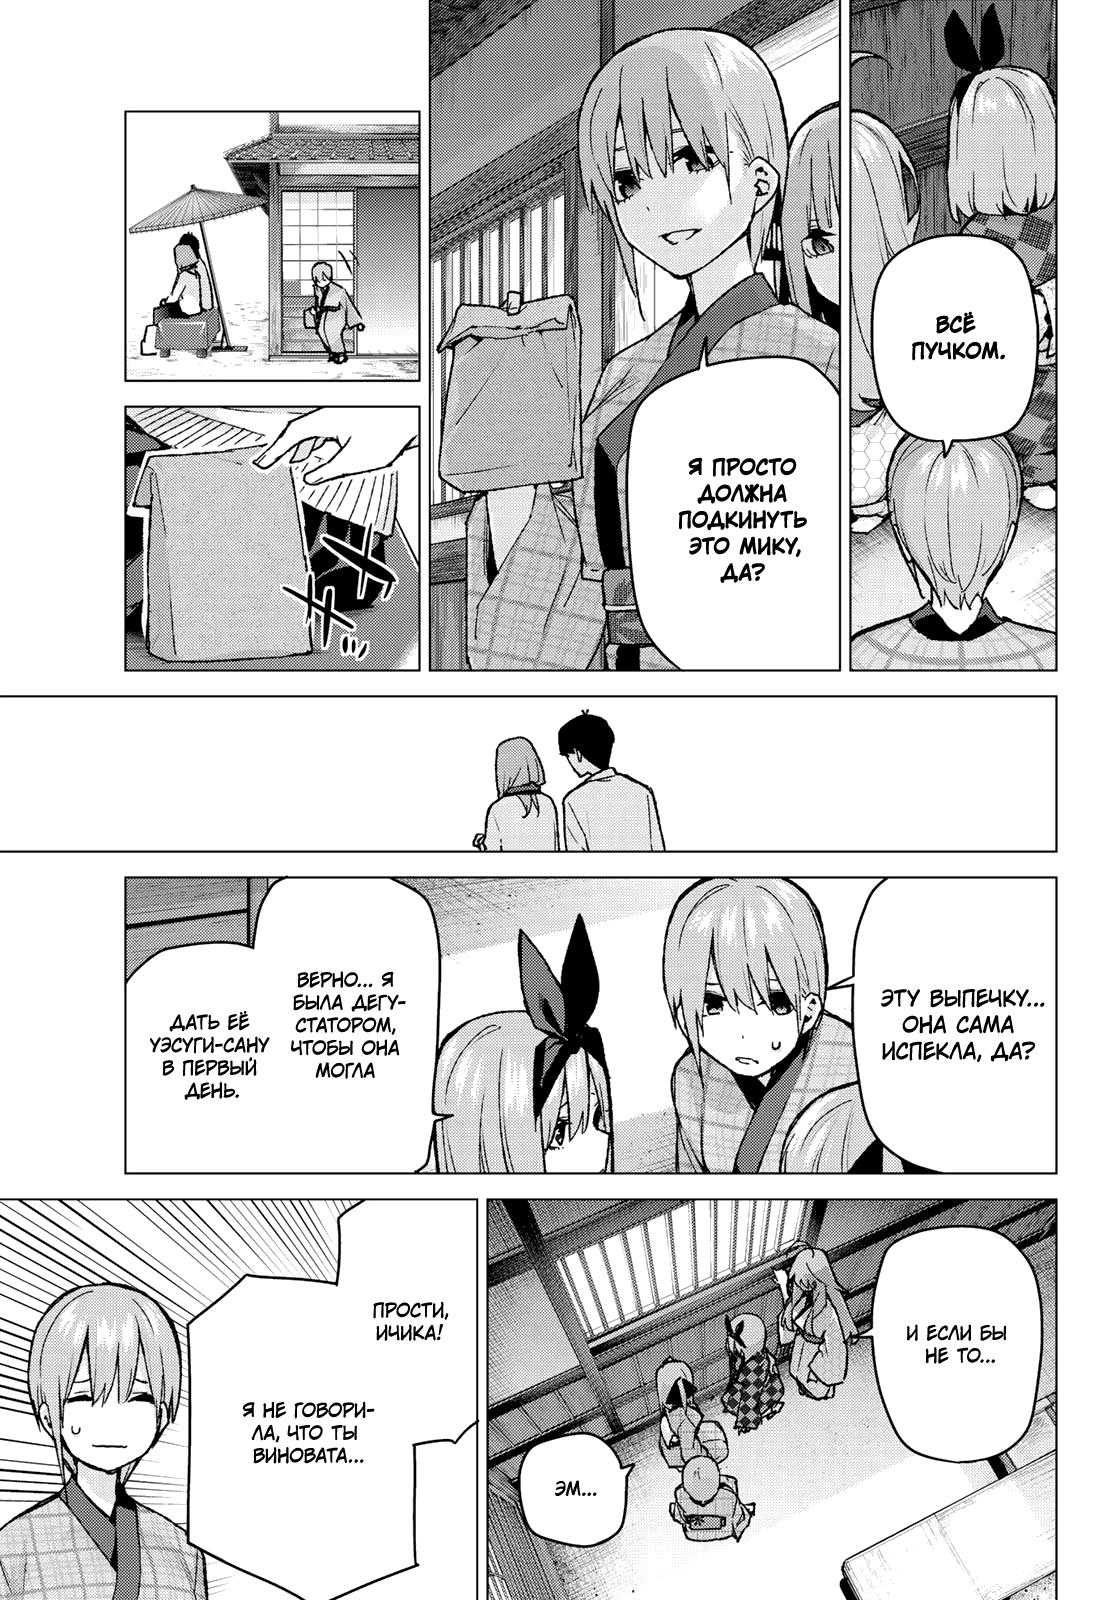 ВСЁ
ПУЧКОМ.
Я ПРОСТО
ДОЛЖНА
ПОДКИНУТЬ
ЭТО МИКУ,
ДА?
ЭТУ ВЫПЕЧКУ...
ОНА САМА
ИСПЕКЛА, ДА?
ВЕРНО... Я
БЫЛА ДЕГУ-
СТАТОРОМ,
ЧТОБЫ ОНА
МОГЛА
ДАТЬ ЕЁ
УЭСУГИ-САНУ
В ПЕРВЫЙ
ДЕНЬ.
И ЕСЛИ БЫ
НЕ ТО...
ЭМ...
ПРОСТИ,
ИЧИКА!
Я НЕ ГОВОРИ-
ЛА, ЧТО ТЫ
ВИНОВАТА...